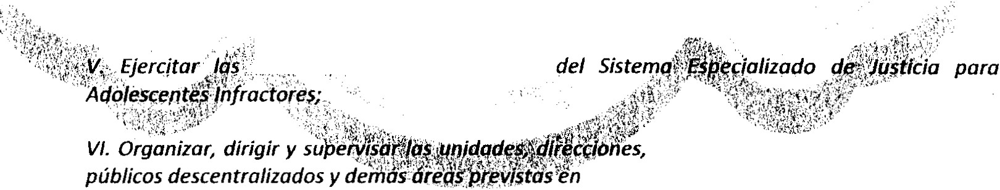 V. Ejercitar las del Sistema Especializado de Justicia para
Adolescentes Infractores;
VI. Organizar, dirigir y supervisar las unidades, direcciones,
públicos descentralizados y demás áreas previstas en